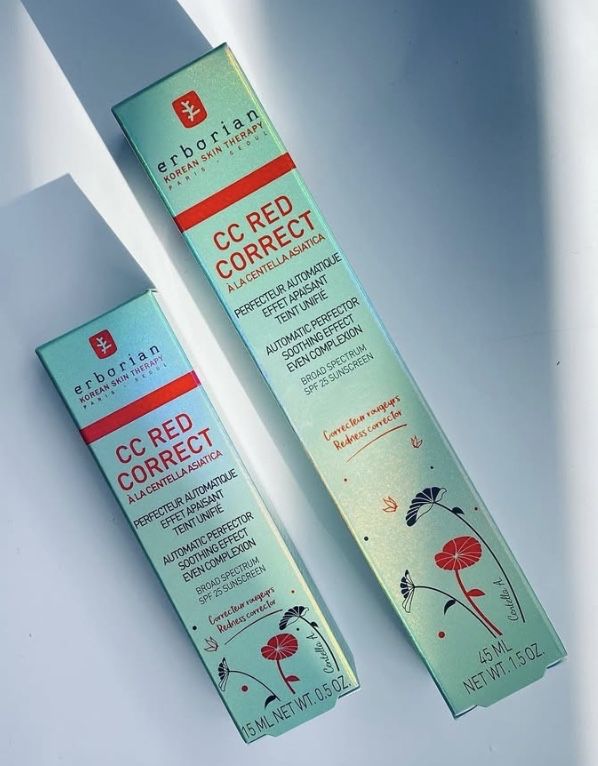 erborian
KOREAN SKIN THERAPY
PARIS SEOUL
CC RED
CORRECT
À LA CENTELLA ASIATICA
PERFECTEUR AUTOMATIQUE
EFFET APAISANT
TEINT UNIFIÉ
AUTOMATIC PERFECTOR
SOOTHING EFFECT
EVEN COMPLEXION
BROAD SPECTRUM
SPF 25 SUNSCREEN
Correcteur rougeurs
Redness corrector
Centella A.
45 ML
NET WT. 1.5 OZ.
erborian
KOREAN SKIN THERAPY
PARIS SEOUL
CC RED
CORRECT
À LA CENTELLA ASIATICA
PERFECTEUR AUTOMATIQUE
EFFET APAISANT
TEINT UNIFIÉ
AUTOMATIC PERFECTOR
SOOTHING EFFECT
EVEN COMPLEXION
BROAD SPECTRUM
SPF 25 SUNSCREEN
Correcteur rougeurs
Redness corrector
Centella A.
15 ML NET WT. 0.5 OZ.